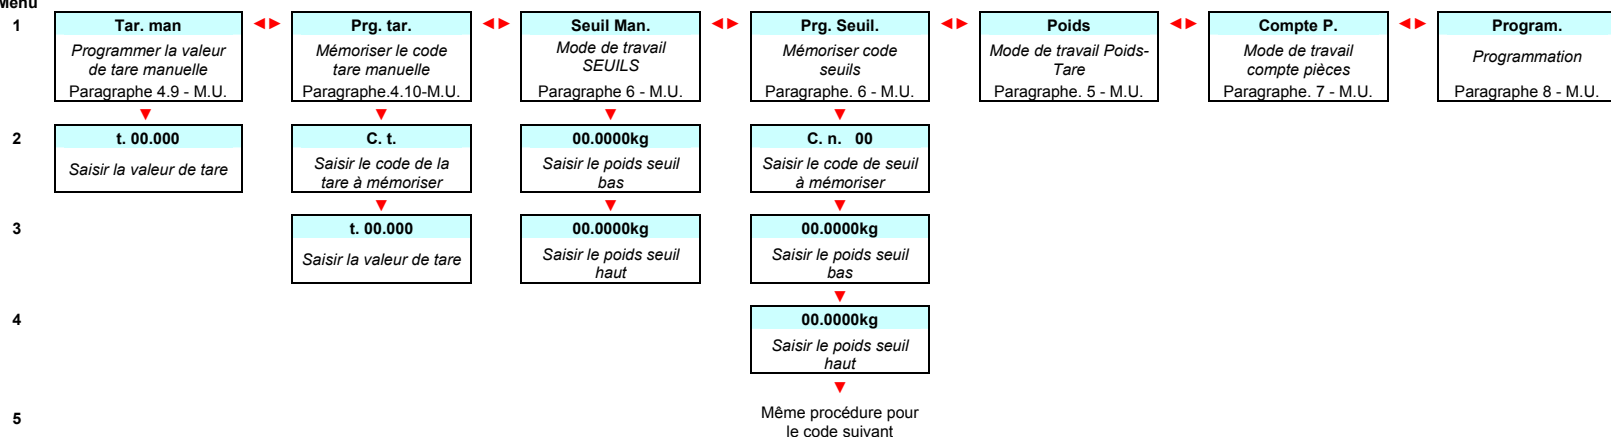 Menu
1
Tar. man
Programmer la valeur
de tare manuelle
Paragraphe 4.9 - M.U.
Prg. tar.
Mémoriser le code
tare manuelle
Paragraphe.4.10-M.U.
Seuil Man.
Mode de travail
SEUILS
Paragraphe 6 - M.U.
Prg. Seuil.
Mémoriser code
seuils
Paragraphe. 6 - M.U.
Poids
Mode de travail Poids-
Tare
Paragraphe. 5 - M.U.
Compte P.
Mode de travail
compte pièces
Paragraphe. 7 - M.U.
Program.
Programmation
Paragraphe 8 - M.U.
2
t. 00.000
Saisir la valeur de tare
C. t.
Saisir le code de la
tare à mémoriser
00.0000kg
Saisir le poids seuil
bas
C. n. 00
Saisir le code de seuil
à mémoriser
3
t. 00.000
Saisir la valeur de tare
00.0000kg
Saisir le poids seuil
haut
00.0000kg
Saisir le poids seuil
bas
4
00.0000kg
Saisir le poids seuil
haut
5
Même procédure pour
le code suivant